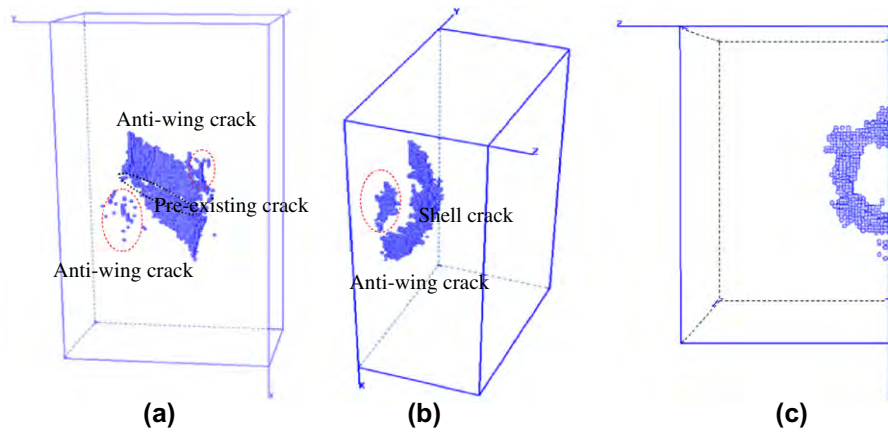 Y
Z
Y
Z
Anti-wing crack
Pre-existing crack
Anti-wing crack
Shell crack
Anti-wing crack
X
(a)
(b)
(c)